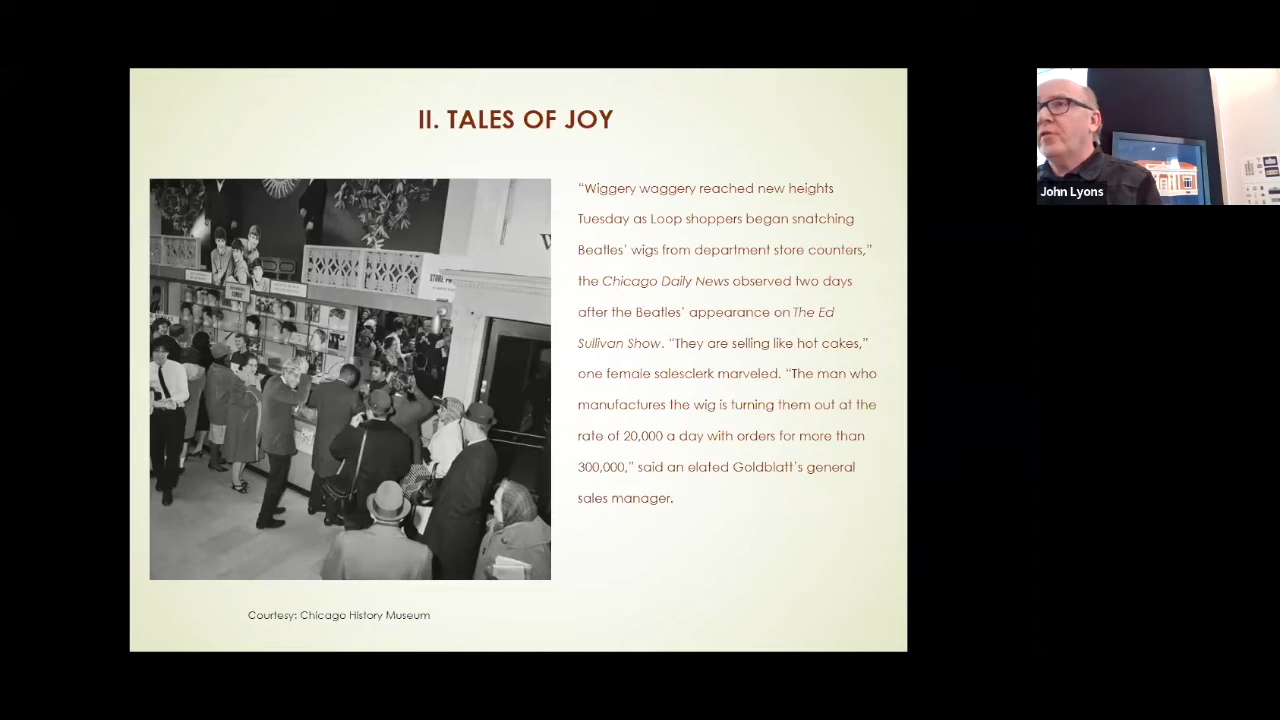 II. TALES OF JOY
“Wiggery waggery reached new heights
Tuesday as Loop shoppers began snatching
Beatles’ wigs from department store counters,”
the Chicago Daily News observed two days
after the Beatles’ appearance on The Ed
Sullivan Show. “They are selling like hot cakes,”
one female salesclerk marveled. “The man who
manufactures the wig is turning them out at the
rate of 20,000 a day with orders for more than
300,000,” said an elated Goldblatt’s general
sales manager.
Courtesy: Chicago History Museum
John Lyons